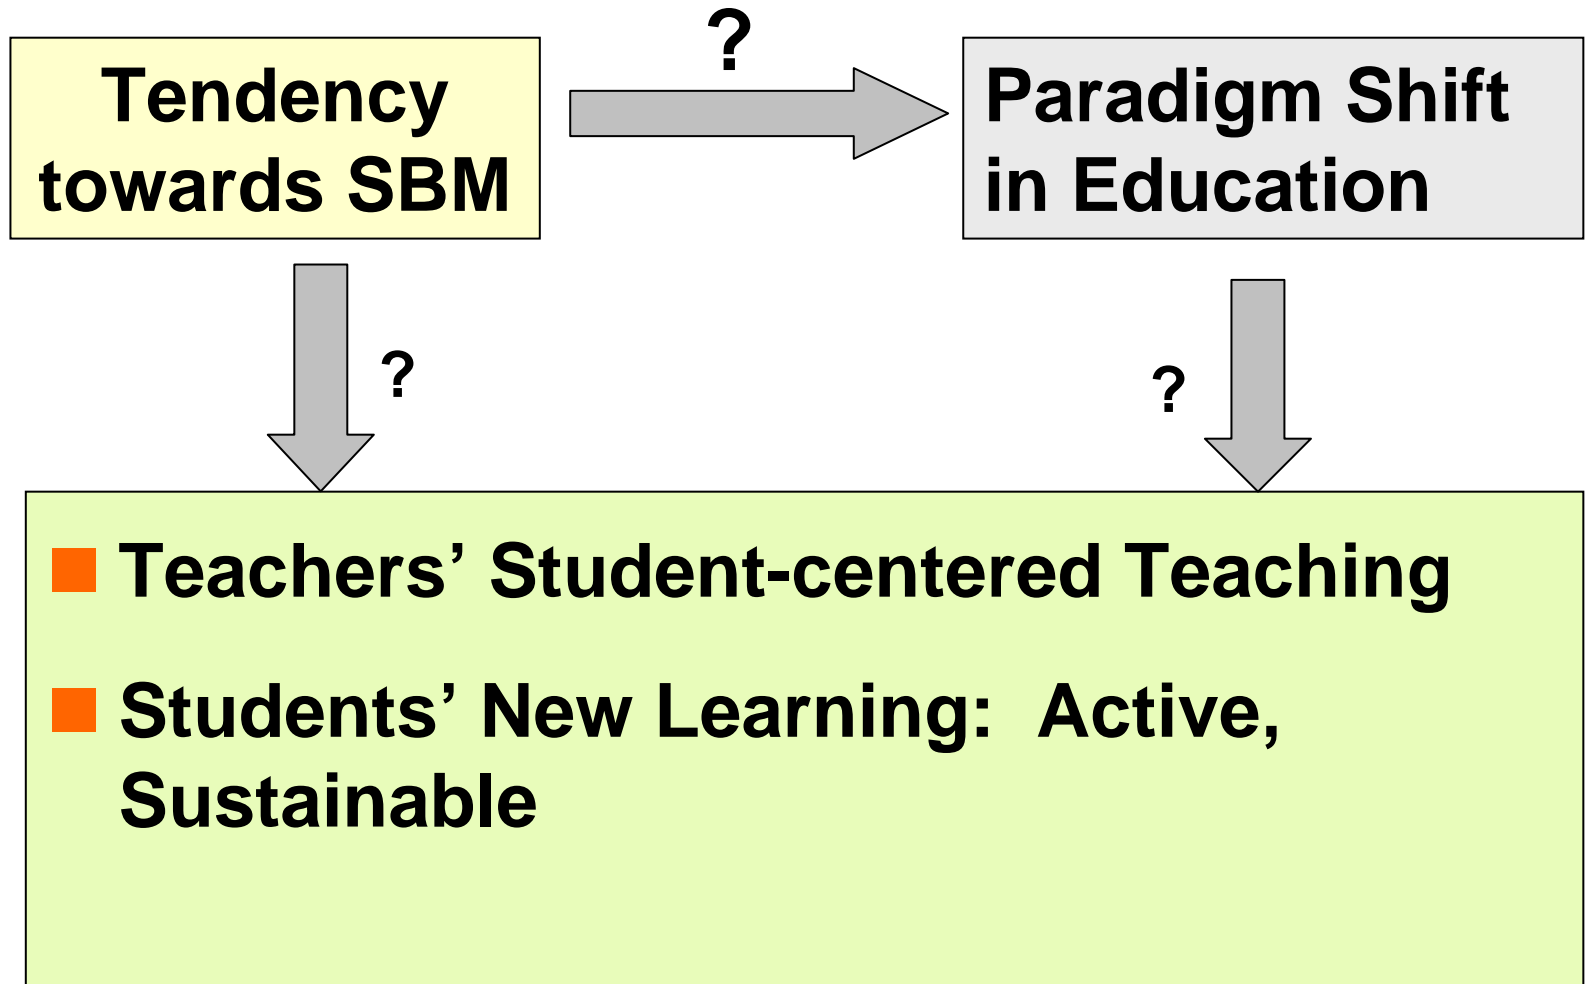 ?
Tendency
towards SBM
Paradigm Shift
in Education
?
?
Teachers’ Student-centered Teaching
Students’ New Learning:  Active,
Sustainable